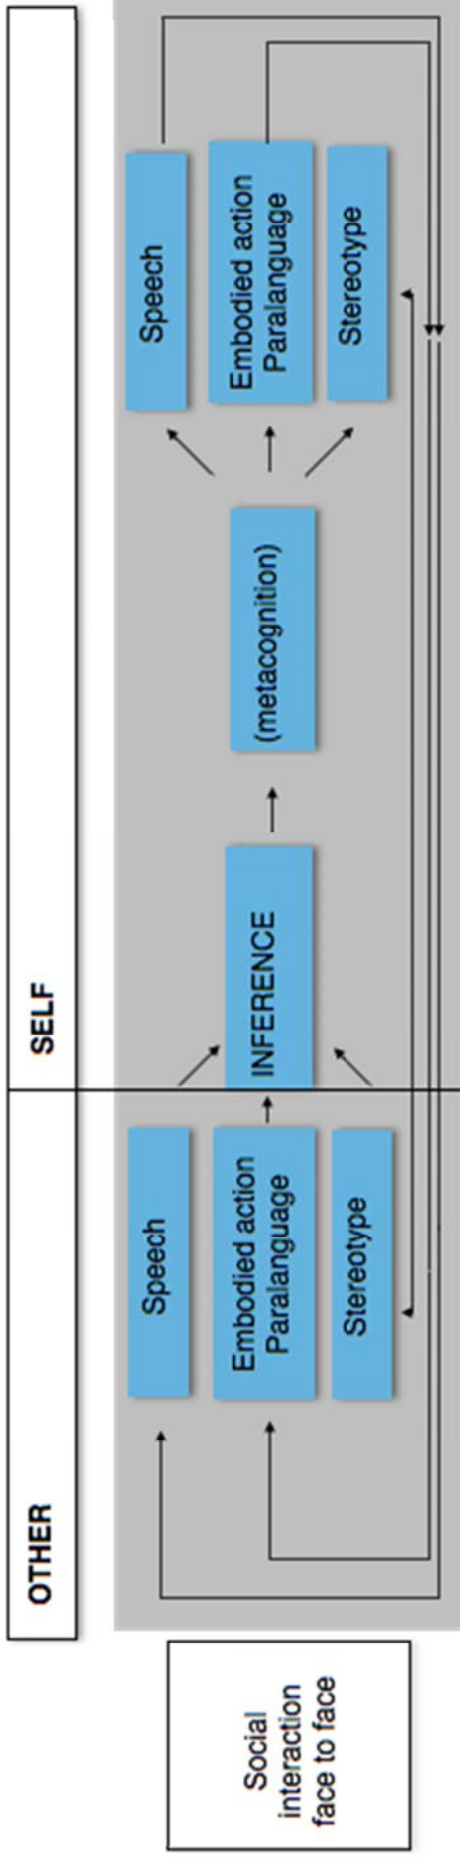 OTHER
SELF
Social
interaction
face to face
Speech
Embodied action
Paralanguage
Stereotype
INFERENCE
(metacognition)
Speech
Embodied action
Paralanguage
Stereotype